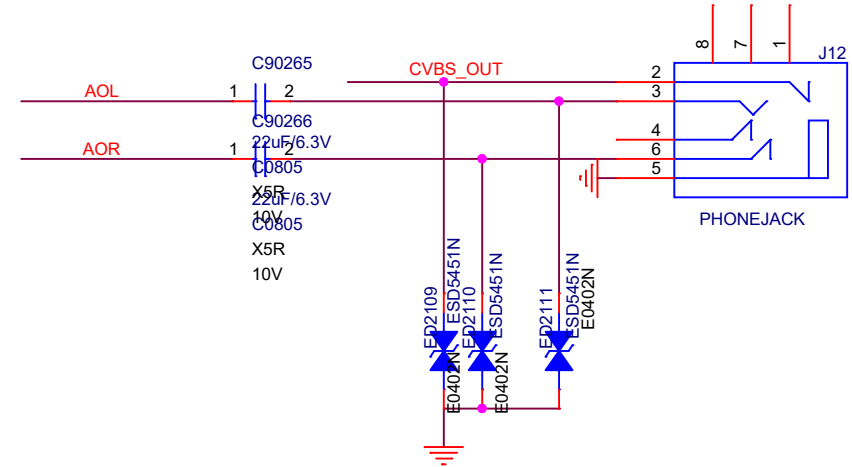 8
7
1
J12
C90265
CVBS_OUT
2
AOL
1
2
3
C90266
22uF/6.3V
4
AOR
1
2
6
C0805
5
X5R
22uF/6.3V
10V
C0805
PHONEJACK
X5R
10V
ED2109
ESD5451N
E0402N
ED2110
ESD5451N
E0402N
ED2111
ESD5451N
E0402N